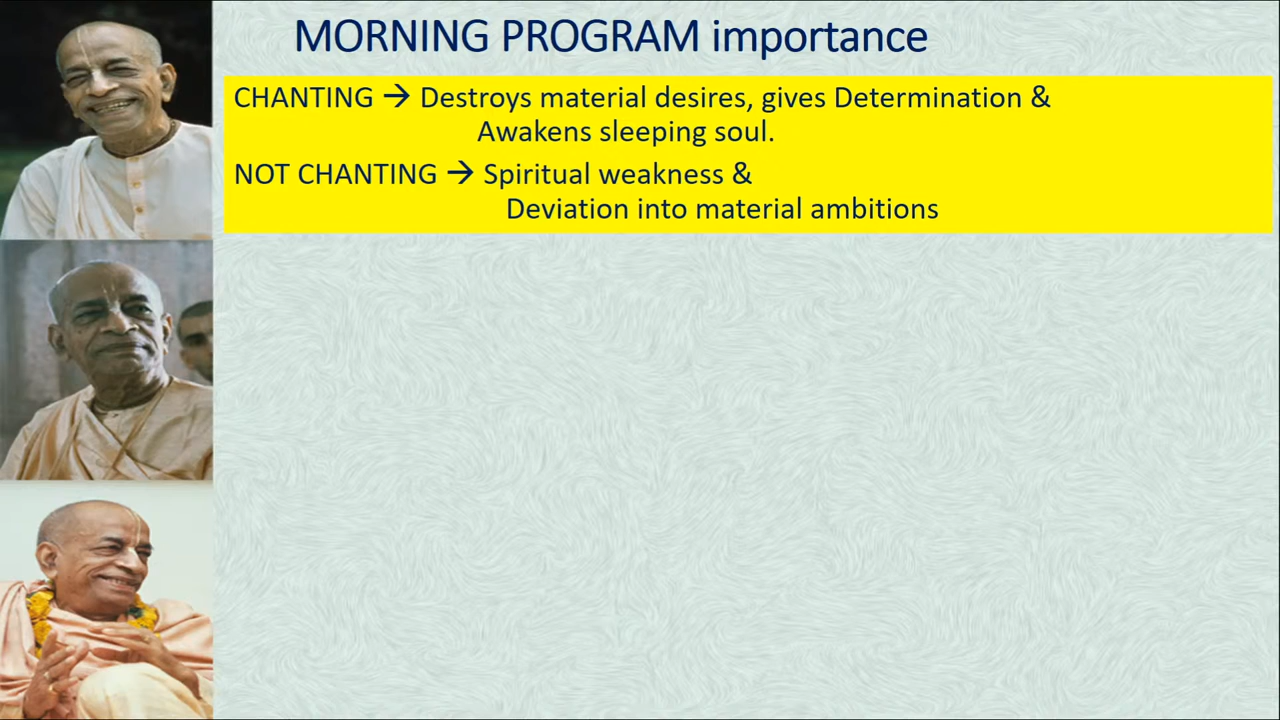 MORNING PROGRAM importance
CHANTING → Destroys material desires, gives Determination &
Awakens sleeping soul.
NOT CHANTING → Spiritual weakness &
Deviation into material ambitions